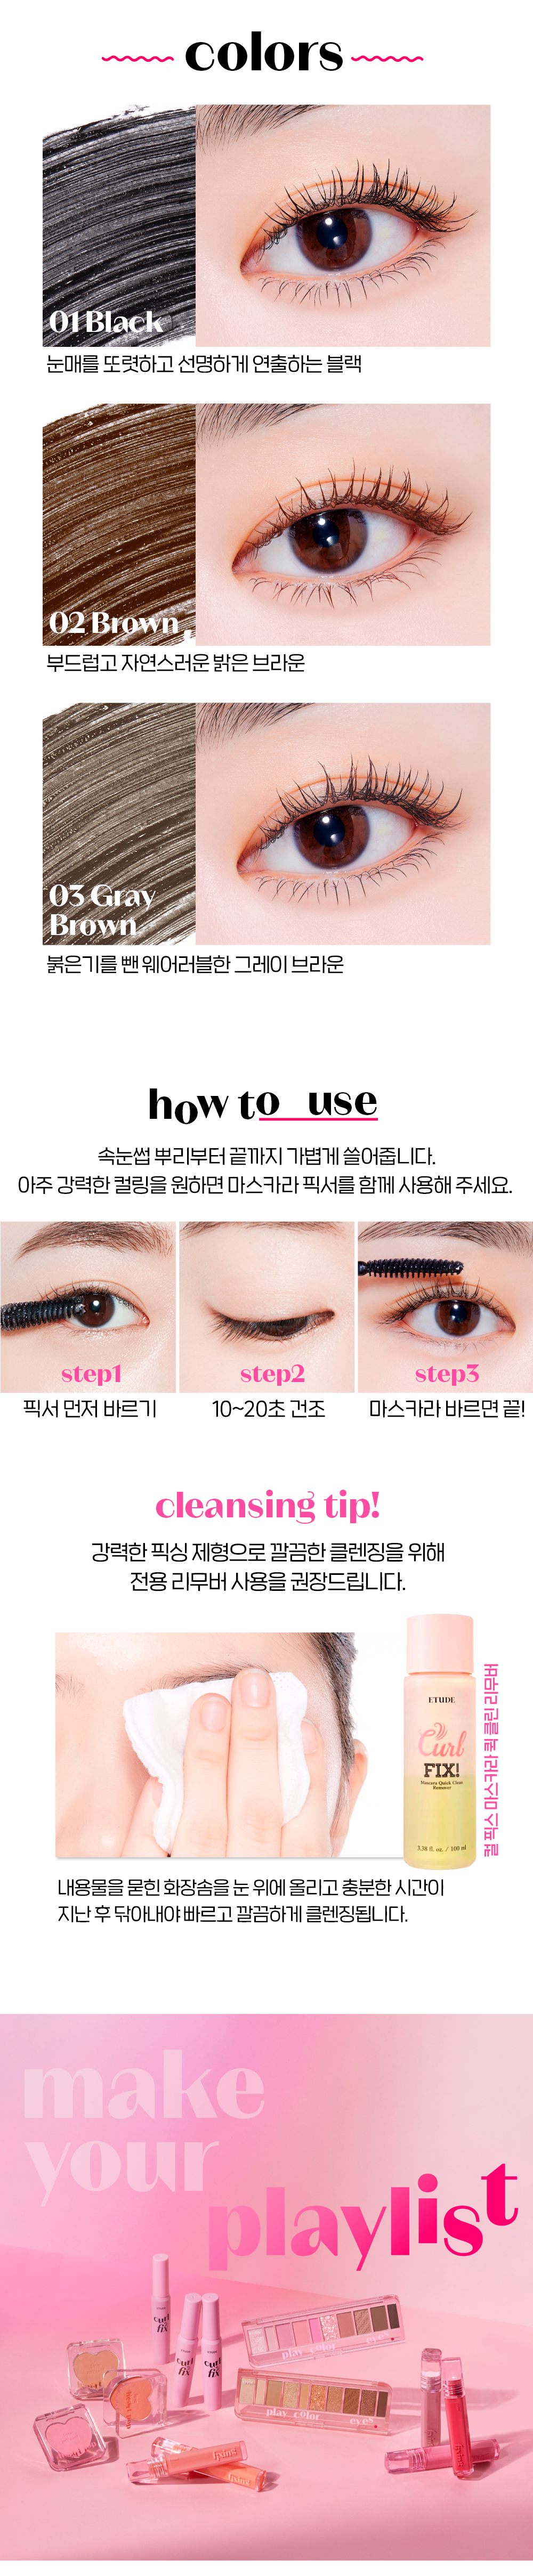 colors
01 Black
눈매를 또렷하고 선명하게 연출하는 블랙
02 Brown
부드럽고 자연스러운 밝은 브라운
03 Gray
Brown
붉은기를 뺀 웨어러블한 그레이 브라운
how to use
속눈썹 뿌리부터 끝까지 가볍게 쓸어줍니다.
아주 강력한 컬링을 원하면 마스카라 픽서를 함께 사용해 주세요.
step1
step2
step3
픽서 먼저 바르기
10~20초 건조
마스카라 바르면 끝!
cleansing tip!
강력한 픽싱 제형으로 깔끔한 클렌징을 위해
전용 리무버 사용을 권장드립니다.
ETUDE
Curl
FIX!
Mascara Quick Clean
Remover
3.38 fl. oz. / 100 ml
컬 픽스 마스카라 퀵 클린 리무버
내용물을 묻힌 화장솜을 눈 위에 올리고 충분한 시간이
지난 후 닦아내야 빠르고 깔끔하게 클렌징됩니다.
make
your
playlist
curl
fix
curl
fix
curl
fix
play color
eyes
play color
eyes
fixing
fixing